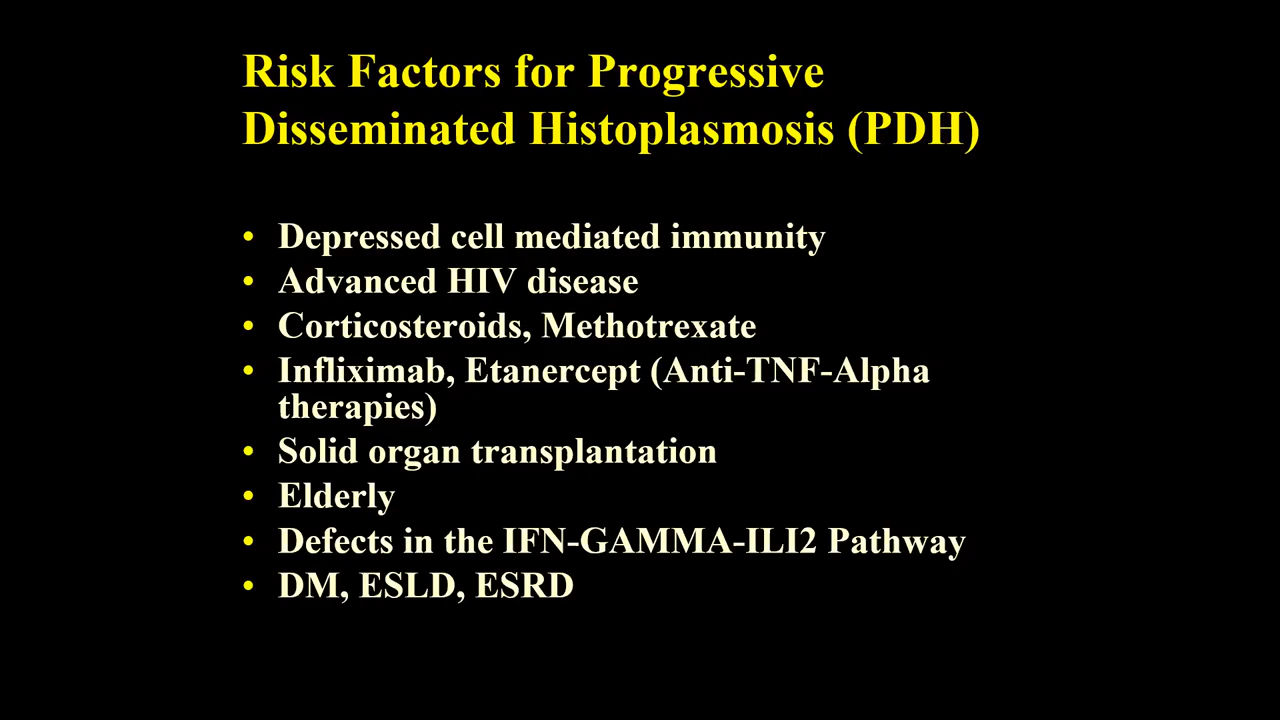 Risk Factors for Progressive
Disseminated Histoplasmosis (PDH)
• Depressed cell mediated immunity
• Advanced HIV disease
• Corticosteroids, Methotrexate
• Infliximab, Etanercept (Anti-TNF-Alpha
therapies)
• Solid organ transplantation
• Elderly
• Defects in the IFN-GAMMA-ILI2 Pathway
• DM, ESLD, ESRD